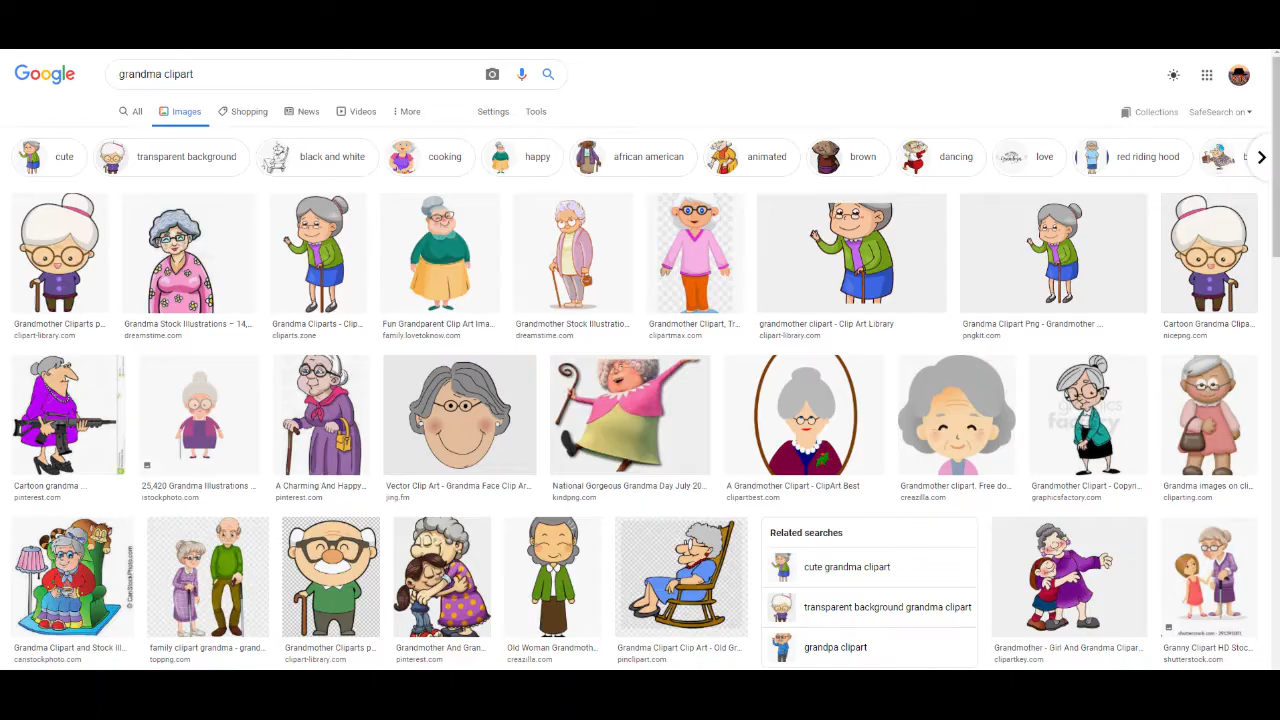 Google
grandma clipart
All
Images
Shopping
News
Videos
More
Settings
Tools
Collections
SafeSearch on
cute
transparent background
black and white
cooking
happy
african american
animated
brown
dancing
love
red riding hood
b
Grandmother Cliparts p...
clipart-library.com
Grandma Stock Illustrations – 14,...
dreamstime.com
Grandma Cliparts - Clip...
cliparts.zone
Fun Grandparent Clip Art Ima...
family.lovetoknow.com
Grandmother Stock Illustratio...
dreamstime.com
Grandmother Clipart, Tr...
clipartmax.com
grandmother clipart - Clip Art Library
clipart-library.com
Grandma Clipart Png - Grandmother ...
pngkit.com
Cartoon Grandma Clipa...
nicepng.com
graphics
factory
Cartoon grandma ...
pinterest.com
25,420 Grandma Illustrations ...
istockphoto.com
A Charming And Happy...
pinterest.com
Vector Clip Art - Grandma Face Clip Ar...
jing.fm
National Gorgeous Grandma Day July 20...
kindpng.com
A Grandmother Clipart - ClipArt Best
clipartbest.com
Grandmother clipart. Free do...
creazilla.com
Grandmother Clipart - Copyri...
graphicsfactory.com
Grandma images on cli...
cliparting.com
© CanStockPhoto.com
Grandma Clipart and Stock Ill...
canstockphoto.com
family clipart grandma - grand...
toppng.com
Grandmother Cliparts p...
clipart-library.com
Grandmother And Gran...
pinterest.com
Old Woman Grandmoth...
creazilla.com
Grandma Clipart Clip Art - Old Gr...
pinclipart.com
Related searches
cute grandma clipart
transparent background grandma clipart
grandpa clipart
Grandmother - Girl And Grandma Clipar...
clipartkey.com
Granny Clipart HD Stoc...
shutterstock.com